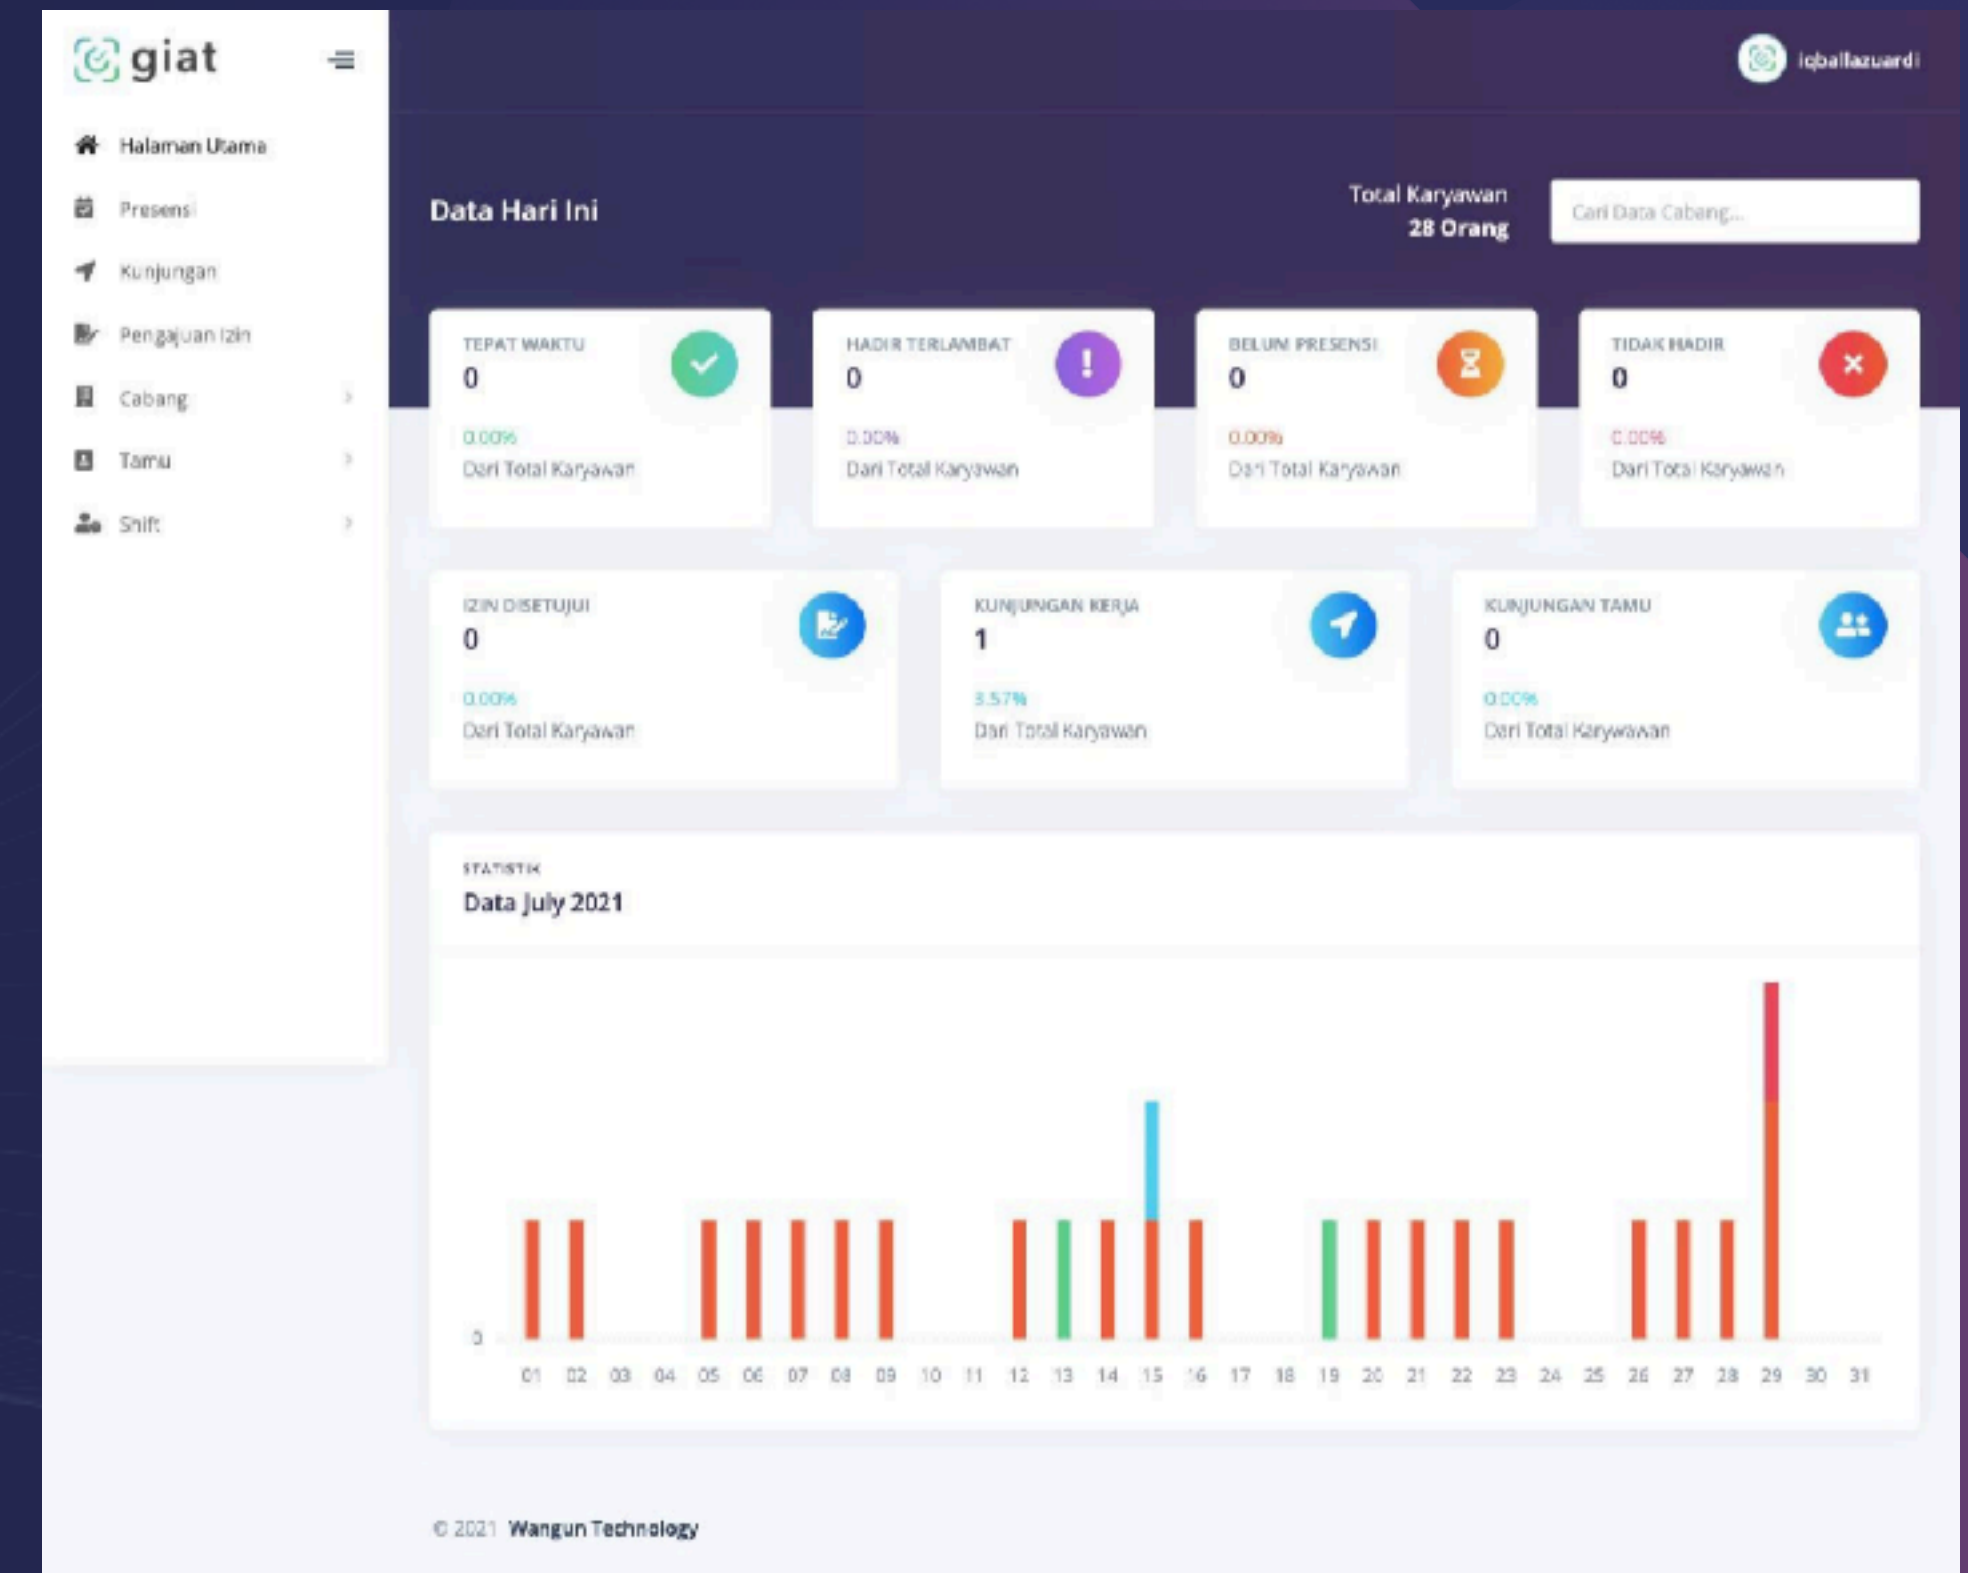 giat
iqballazuardi
Halaman Utama
Presensi
Kunjungan
Pengajuan Izin
Cabang
Tamu
Shift
Data Hari Ini
Total Karyawan
28 Orang
Cari Data Cabang...
TEPAT WAKTU
0
0.00%
Dari Total Karyawan
HADIR TERLAMBAT
0
0.00%
Dari Total Karyawan
BELUM PRESENSI
0
0.00%
Dari Total Karyawan
TIDAK HADIR
0
0.00%
Dari Total Karyawan
IZIN DISETUJUI
0
0.00%
Dari Total Karyawan
KUNJUNGAN KERJA
1
3.57%
Dari Total Karyawan
KUNJUNGAN TAMU
0
0.00%
Dari Total Karywawan
STATISTIK
Data July 2021
0
01 02 03 04 05 06 07 08 09 10 11 12 13 14 15 16 17 18 19 20 21 22 23 24 25 26 27 28 29 30 31
© 2021 Wangun Technology